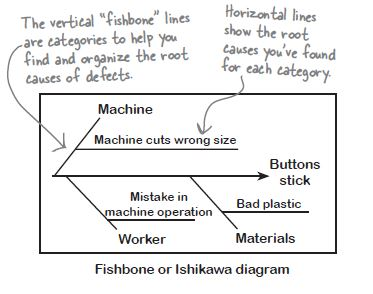 The vertical "fishbone" lines
are categories to help you
find and organize the root
causes of defects.
Horizontal lines
show the root
causes you've found
for each category.
Machine
Machine cuts wrong size
Buttons
stick
Mistake in
machine operation
Bad plastic
Worker
Materials
Fishbone or Ishikawa diagram